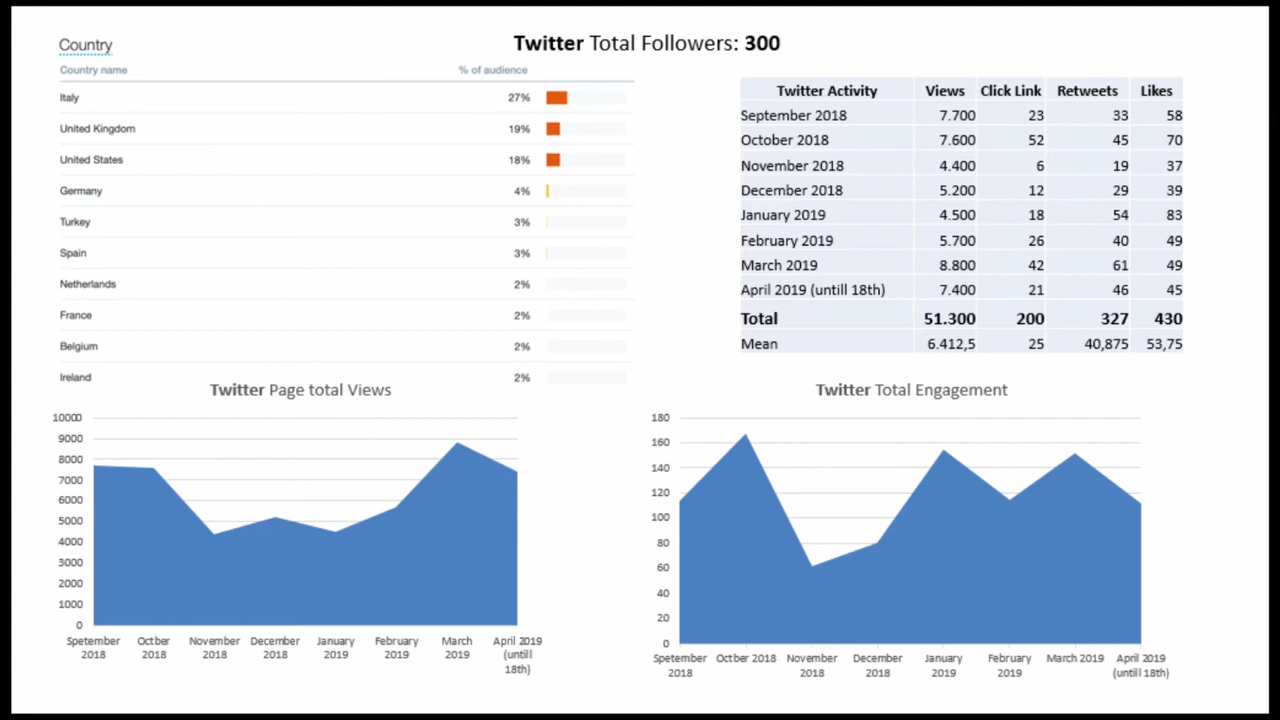 Twitter Total Followers: 300
Country
Country name % of audience
Italy 27%
United Kingdom 19%
United States 18%
Germany 4%
Turkey 3%
Spain 3%
Netherlands 2%
France 2%
Belgium 2%
Ireland 2%
Twitter Activity Views Click Link Retweets Likes
September 2018 7.700 23 33 58
October 2018 7.600 52 45 70
November 2018 4.400 6 19 37
December 2018 5.200 12 29 39
January 2019 4.500 18 54 83
February 2019 5.700 26 40 49
March 2019 8.800 42 61 49
April 2019 (untill 18th) 7.400 21 46 45
Total 51.300 200 327 430
Mean 6.412,5 25 40,875 53,75
Twitter Page total Views
10000
9000
8000
7000
6000
5000
4000
3000
2000
1000
0
Spetember Octber November December January February March April 2019
2018 2018 2018 2018 2019 2019 2019 (untill
18th)
Twitter Total Engagement
180
160
140
120
100
80
60
40
20
0
Spetember Octber 2018 November December January February March 2019 April 2019
2018 2018 2018 2019 2019 (untill 18th)